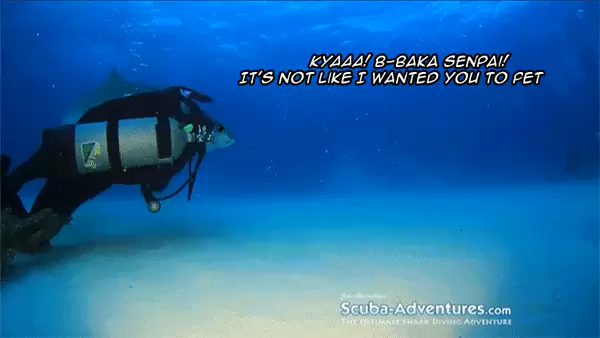 KYAAA! B-BAKA SENPAI!
IT'S NOT LIKE I WANTED YOU TO PET
Scuba-Adventures.com
THE ULTIMATE SHARK DIVING ADVENTURE